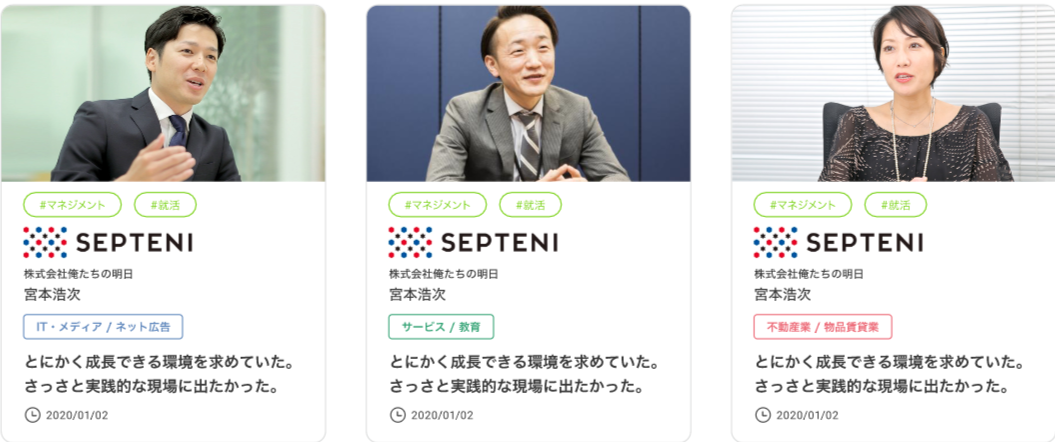 #マネジメント #就活
SEPTENI
株式会社俺たちの明日
宮本浩次
IT・メディア / ネット広告
とにかく成長できる環境を求めていた。
さっさと実践的な現場に出たかった。
2020/01/02
#マネジメント #就活
SEPTENI
株式会社俺たちの明日
宮本浩次
サービス / 教育
とにかく成長できる環境を求めていた。
さっさと実践的な現場に出たかった。
2020/01/02
#マネジメント #就活
SEPTENI
株式会社俺たちの明日
宮本浩次
不動産業 / 物品賃貸業
とにかく成長できる環境を求めていた。
さっさと実践的な現場に出たかった。
2020/01/02